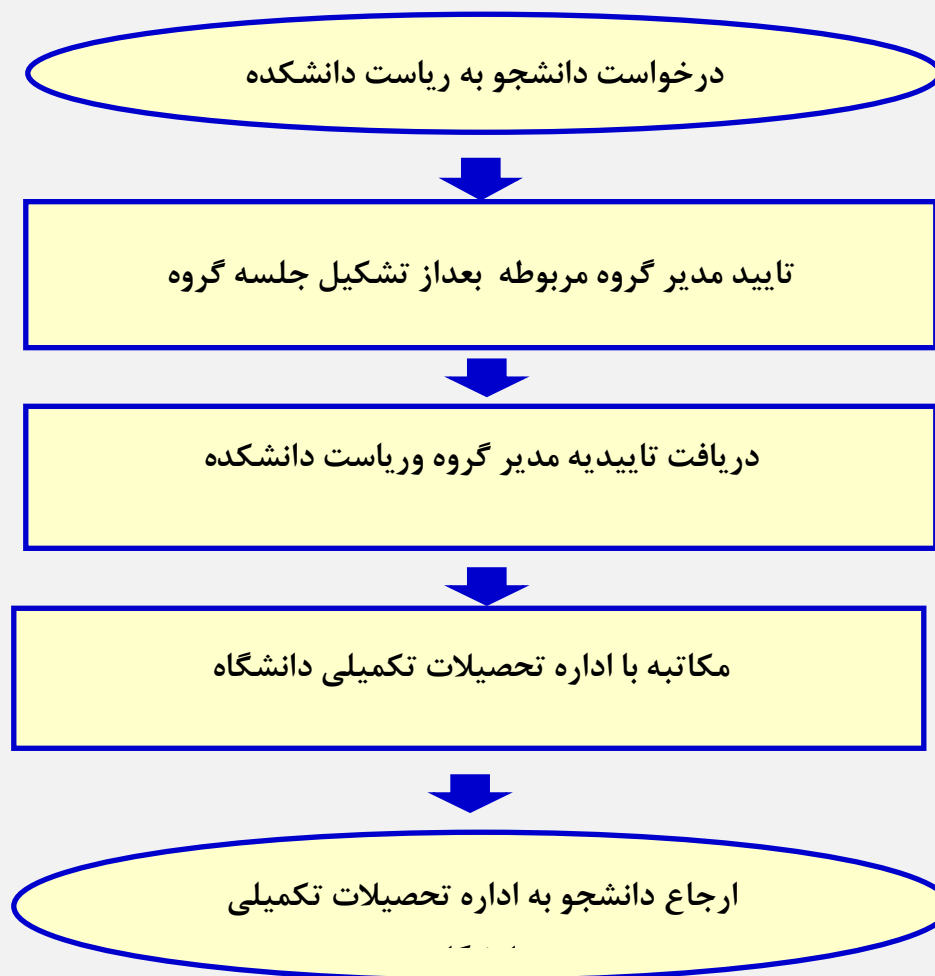 درخواست دانشجو به ریاست دانشکده
تایید مدیر گروه مربوطه بعداز تشکیل جلسه گروه
دریافت تاییدیه مدیر گروه وریاست دانشکده
مکاتبه با اداره تحصیلات تکمیلی دانشگاه
ارجاع دانشجو به اداره تحصیلات تکمیلی